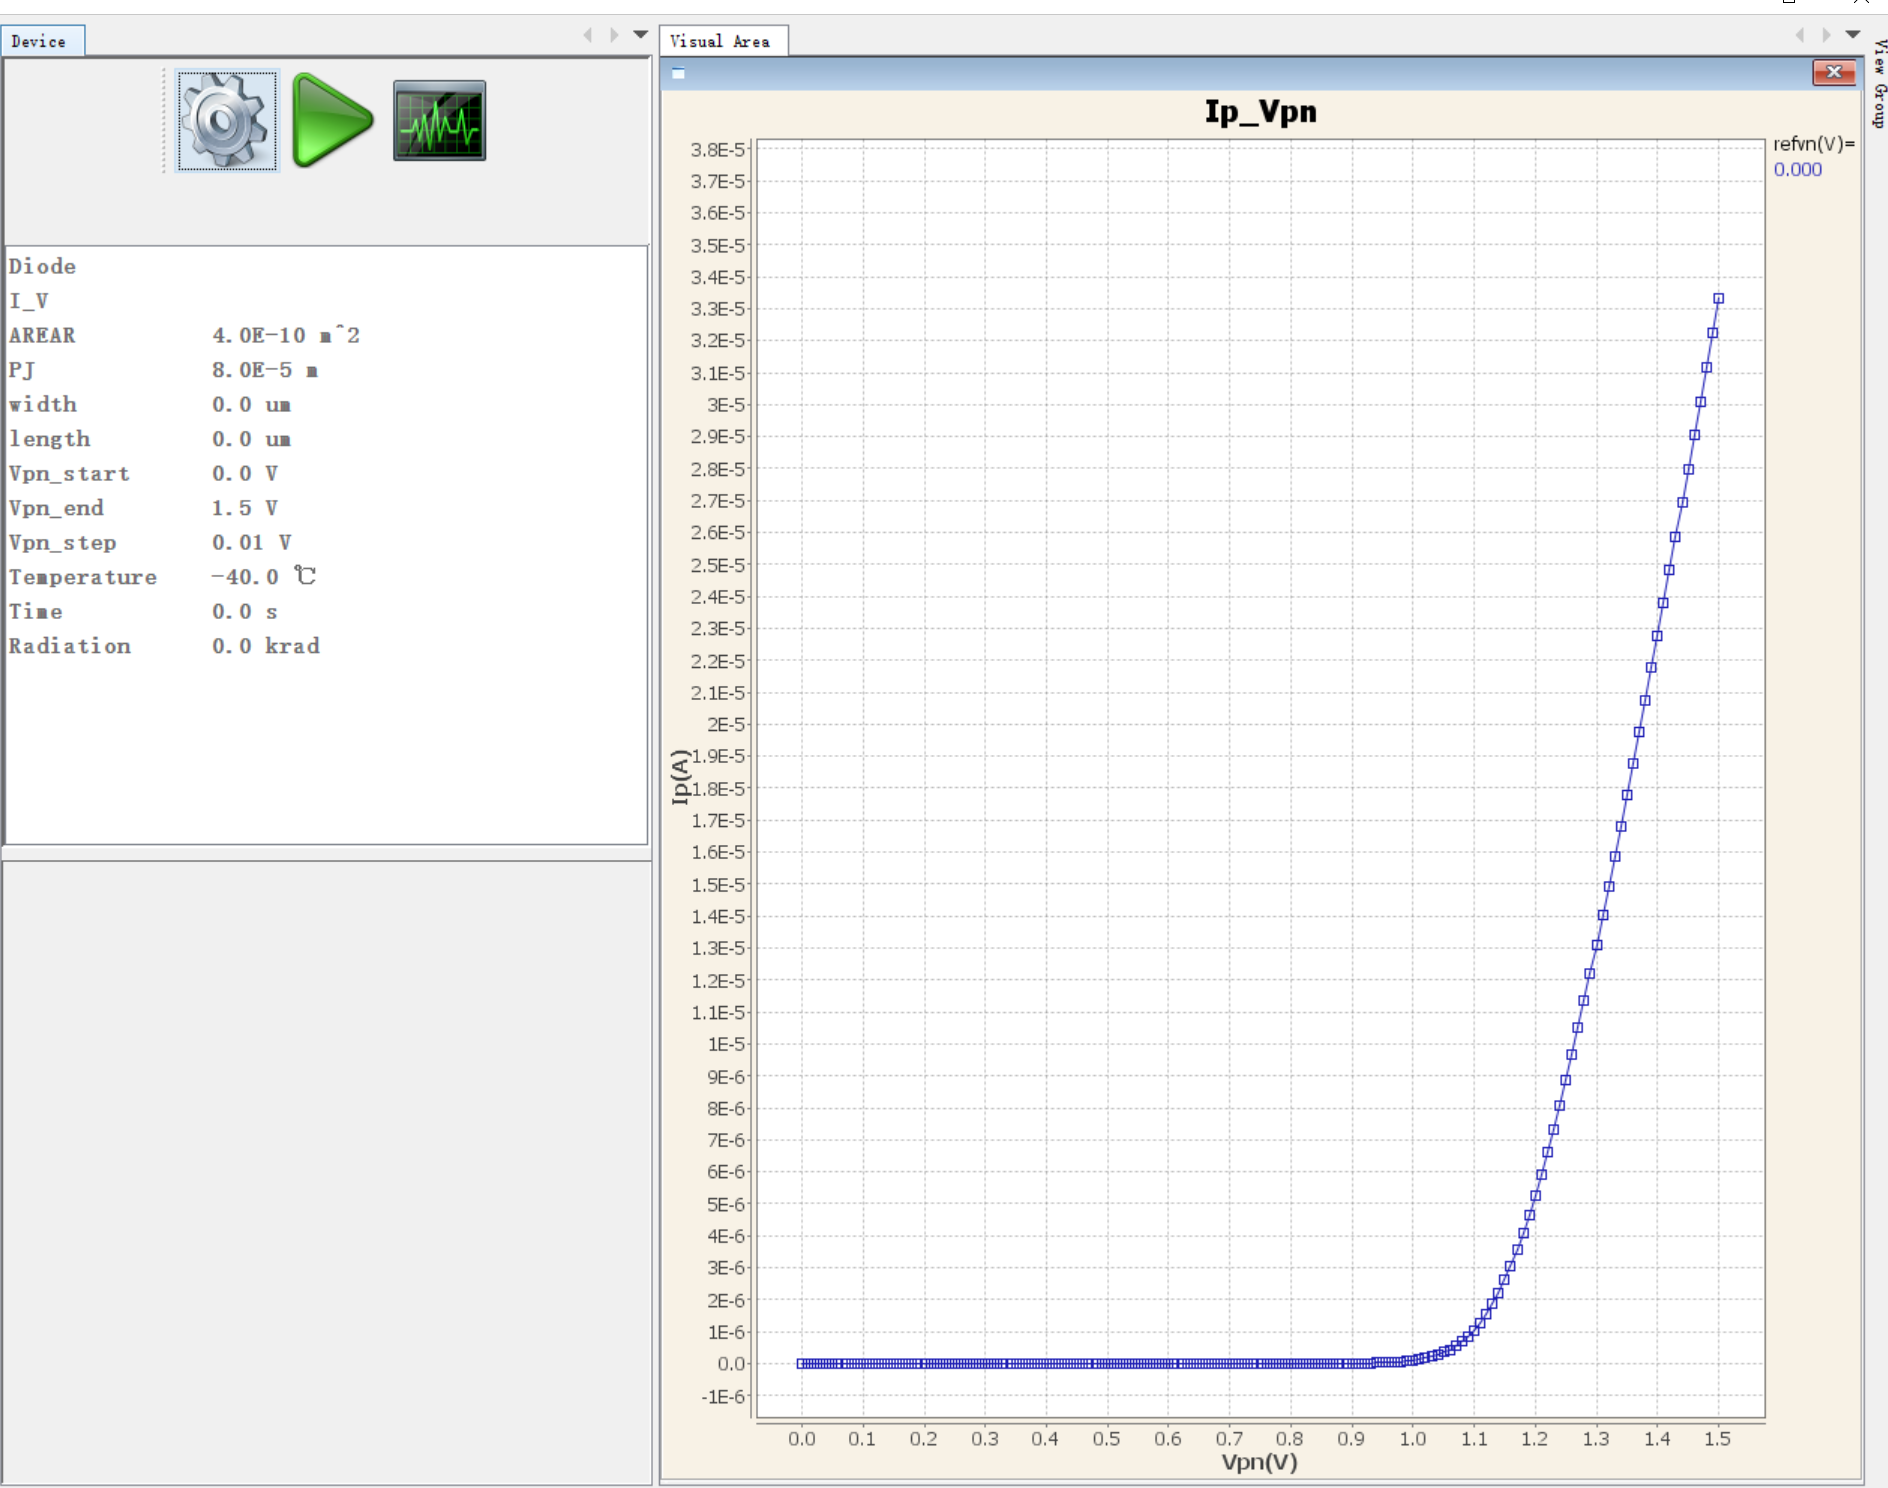 Device
Diode
I_V
AREAR 4.0E-10 m^2
PJ 8.0E-5 m
width 0.0 um
length 0.0 um
Vpn_start 0.0 V
Vpn_end 1.5 V
Vpn_step 0.01 V
Temperature -40.0 ℃
Time 0.0 s
Radiation 0.0 krad
Visual Area
Ip_Vpn
refvn(V)=
0.000
3.8E-5
3.7E-5
3.6E-5
3.5E-5
3.4E-5
3.3E-5
3.2E-5
3.1E-5
3E-5
2.9E-5
2.8E-5
2.7E-5
2.6E-5
2.5E-5
2.4E-5
2.3E-5
2.2E-5
2.1E-5
2E-5
1.9E-5
1.8E-5
1.7E-5
1.6E-5
1.5E-5
1.4E-5
1.3E-5
1.2E-5
1.1E-5
1E-5
9E-6
8E-6
7E-6
6E-6
5E-6
4E-6
3E-6
2E-6
1E-6
0.0
-1E-6
Ip(A)
0.0 0.1 0.2 0.3 0.4 0.5 0.6 0.7 0.8 0.9 1.0 1.1 1.2 1.3 1.4 1.5
Vpn(V)
View Group